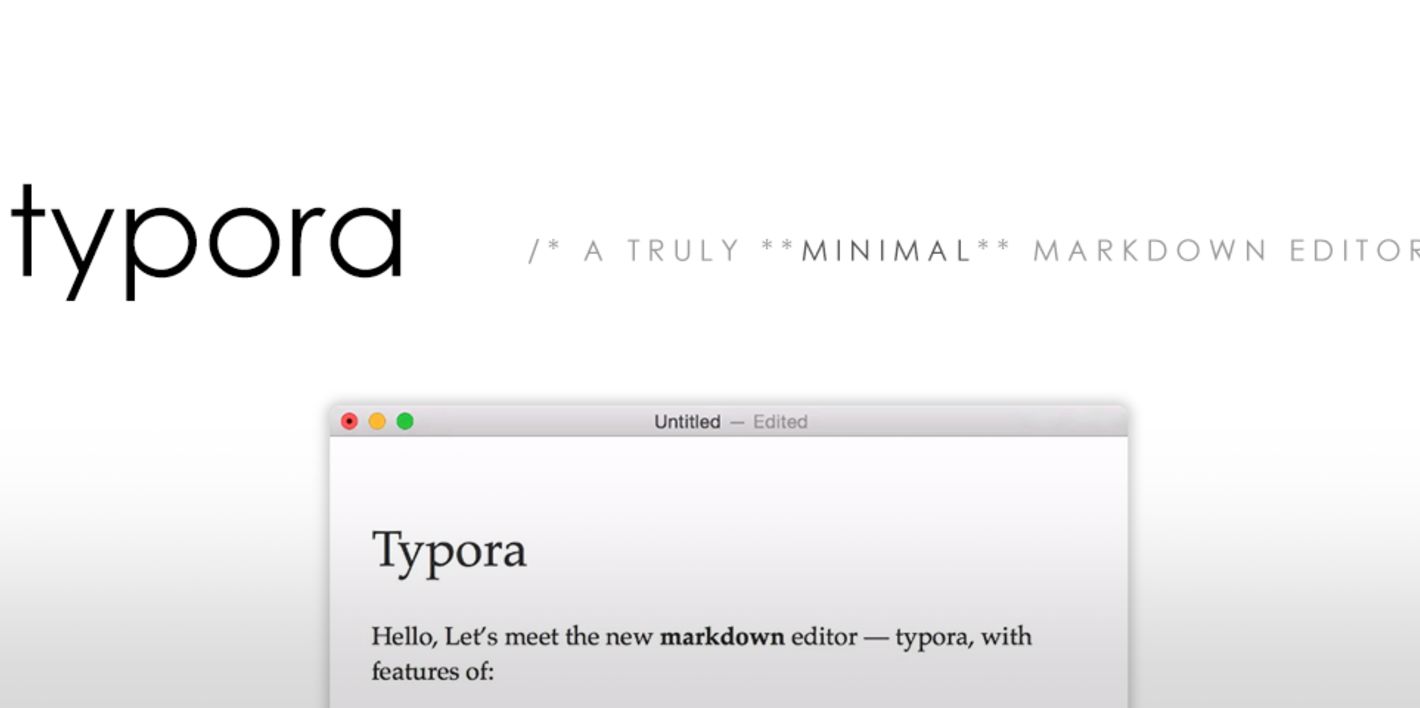 typora
/* A TRULY **MINIMAL** MARKDOWN EDITOR
Untitled — Edited
Typora
Hello, Let’s meet the new markdown editor — typora, with
features of: